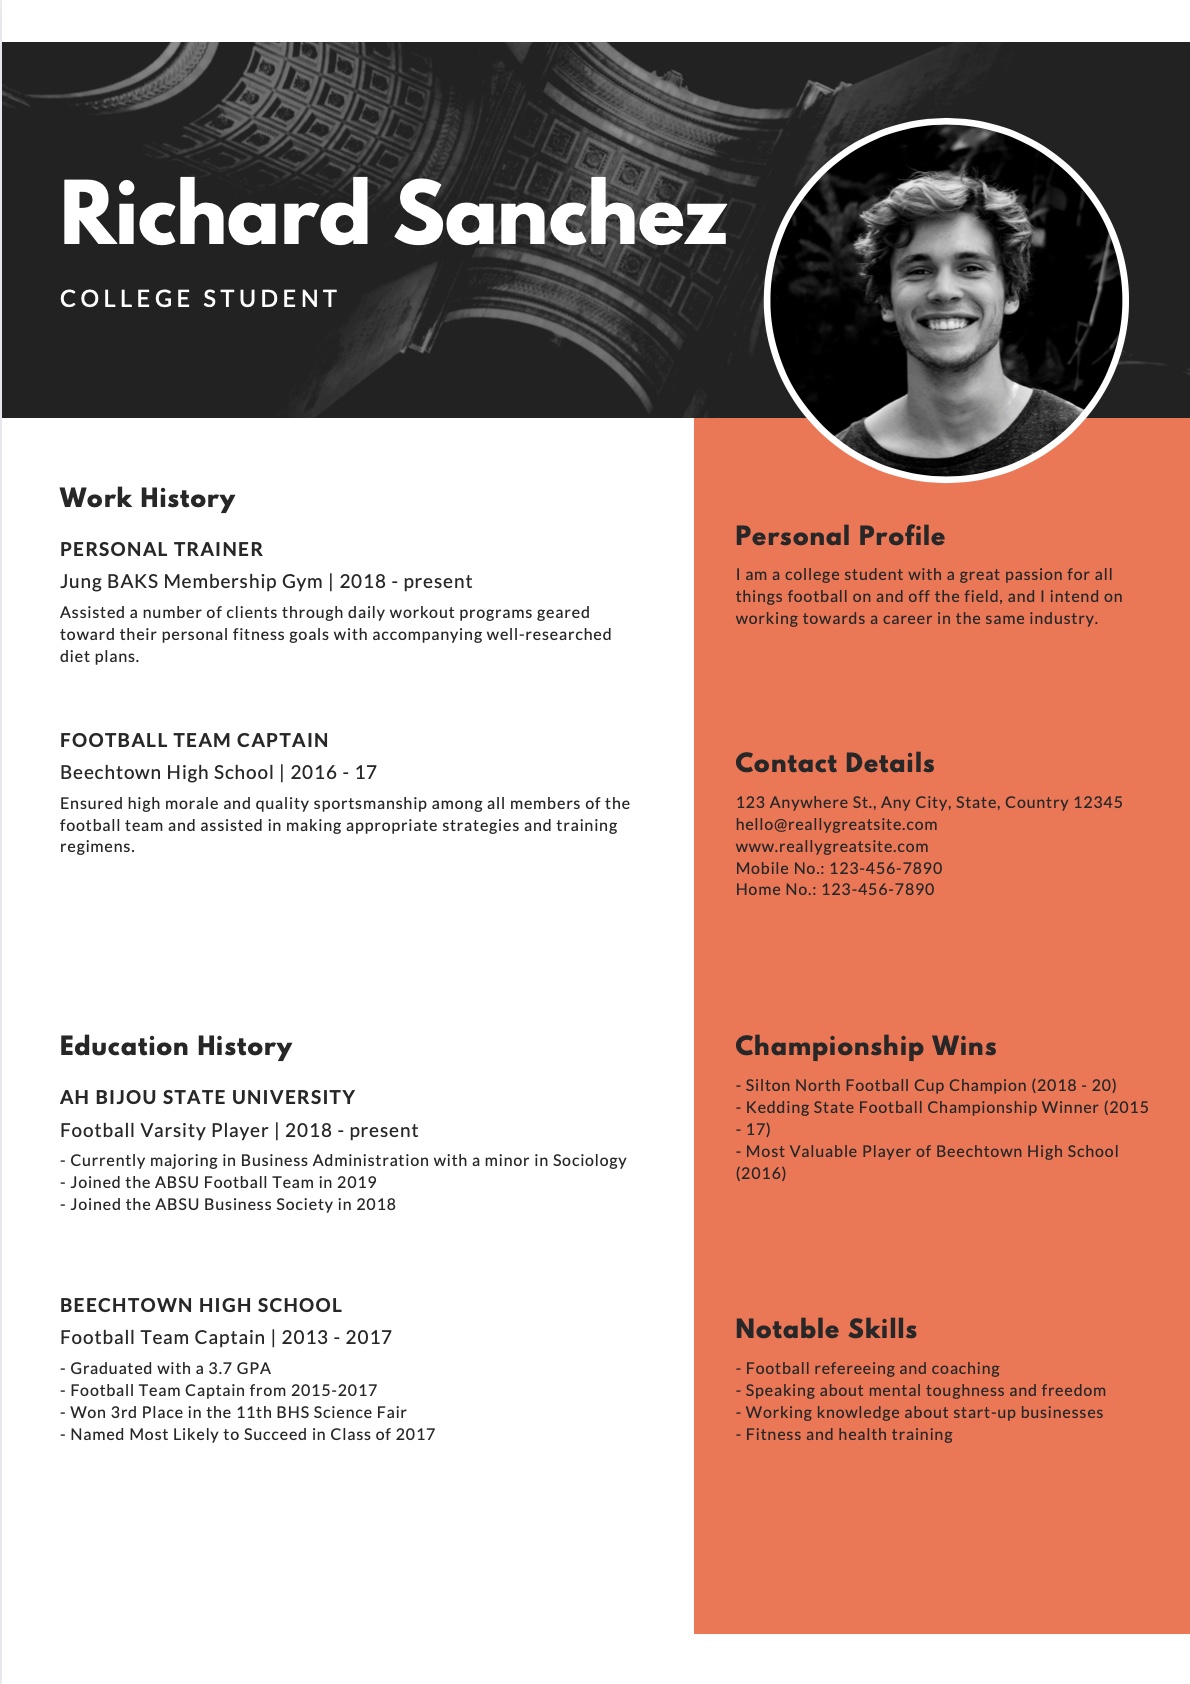 Richard Sanchez
COLLEGE STUDENT
Work History
PERSONAL TRAINER
Jung BAKS Membership Gym | 2018 - present
Assisted a number of clients through daily workout programs geared
toward their personal fitness goals with accompanying well-researched
diet plans.
FOOTBALL TEAM CAPTAIN
Beechtown High School | 2016 - 17
Ensured high morale and quality sportsmanship among all members of the
football team and assisted in making appropriate strategies and training
regimens.
Education History
AH BIJOU STATE UNIVERSITY
Football Varsity Player | 2018 - present
- Currently majoring in Business Administration with a minor in Sociology
- Joined the ABSU Football Team in 2019
- Joined the ABSU Business Society in 2018
BEECHTOWN HIGH SCHOOL
Football Team Captain | 2013 - 2017
- Graduated with a 3.7 GPA
- Football Team Captain from 2015-2017
- Won 3rd Place in the 11th BHS Science Fair
- Named Most Likely to Succeed in Class of 2017
Personal Profile
I am a college student with a great passion for all
things football on and off the field, and I intend on
working towards a career in the same industry.
Contact Details
123 Anywhere St., Any City, State, Country 12345
hello@reallygreatsite.com
www.reallygreatsite.com
Mobile No.: 123-456-7890
Home No.: 123-456-7890
Championship Wins
- Silton North Football Cup Champion (2018 - 20)
- Kedding State Football Championship Winner (2015
- 17)
- Most Valuable Player of Beechtown High School
(2016)
Notable Skills
- Football refereeing and coaching
- Speaking about mental toughness and freedom
- Working knowledge about start-up businesses
- Fitness and health training